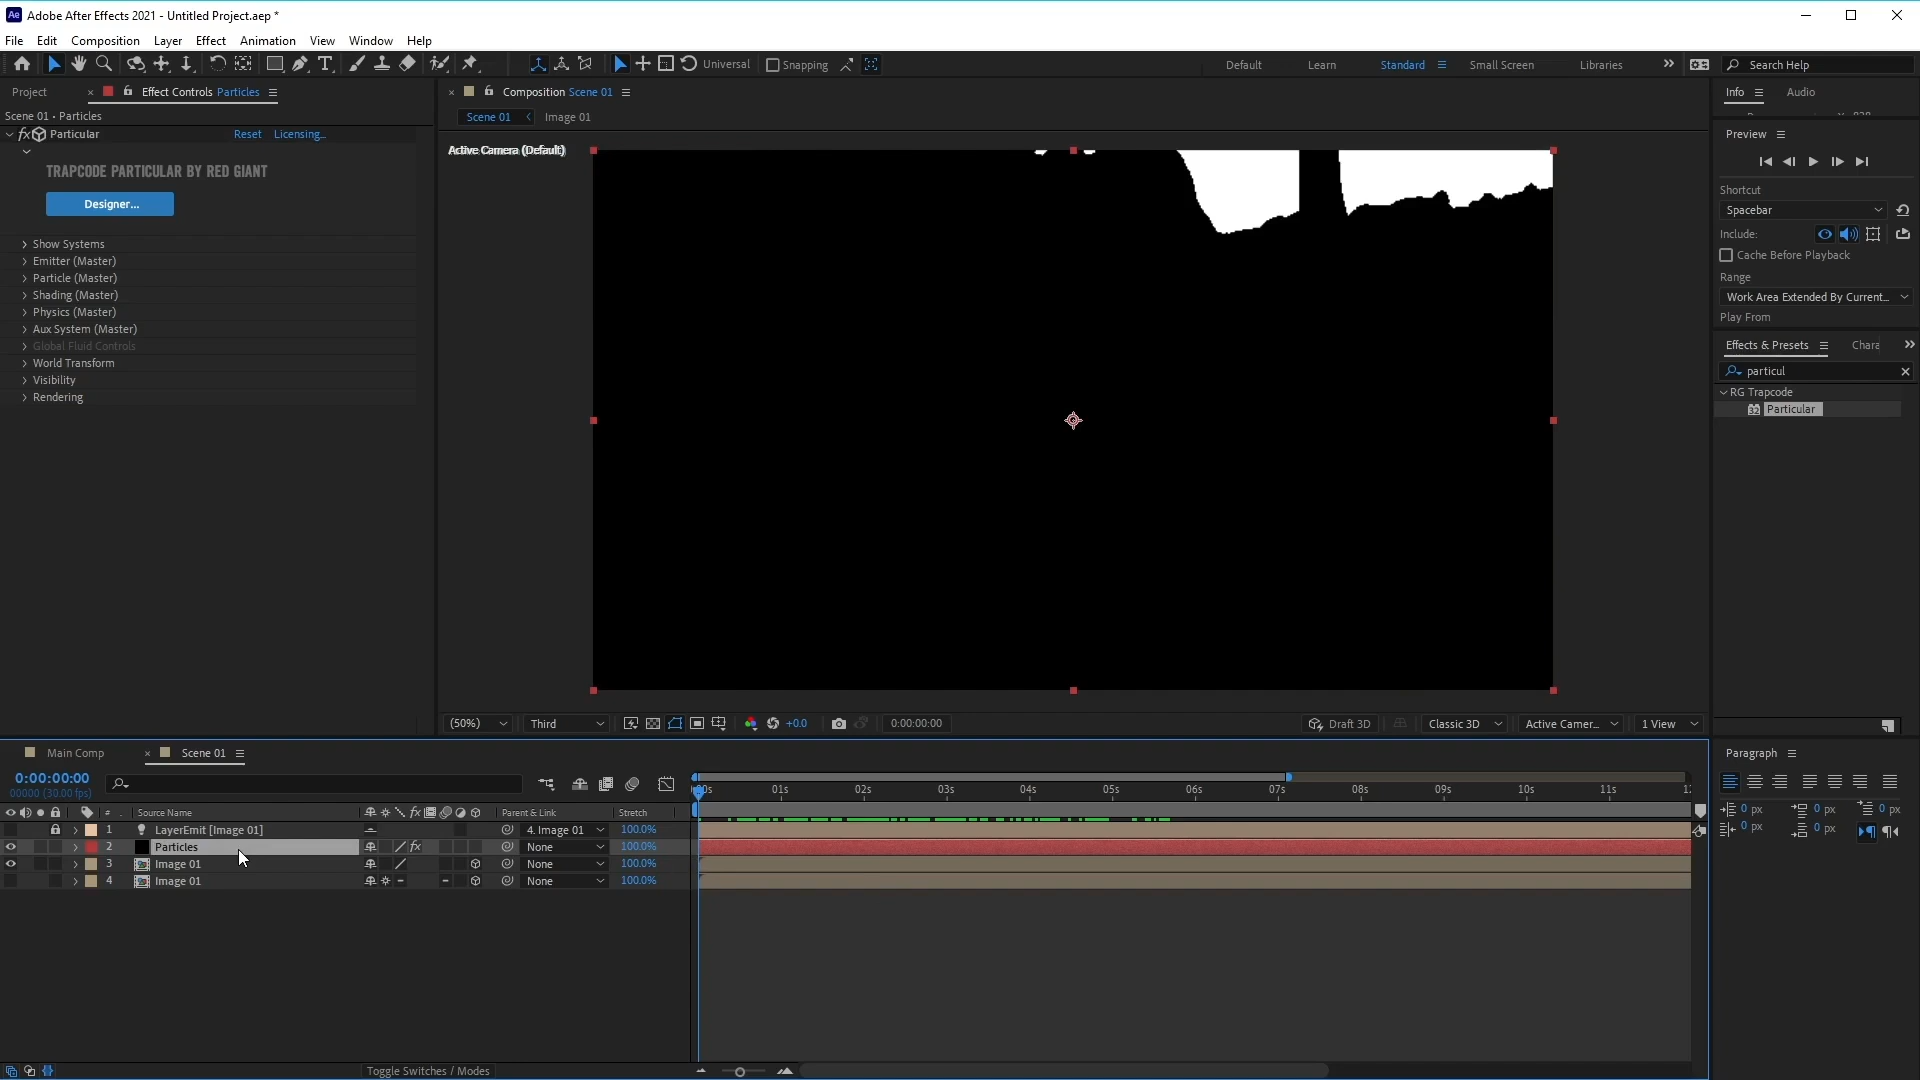 Adobe After Effects 2021 - Untitled Project.aep *
File Edit Composition Layer Effect Animation View Window Help
Universal Snapping Default Learn Standard Small Screen Libraries Search Help
Project Effect Controls Particles
Scene 01 • Particles
fx Particular Reset Licensing...
TRAPCODE PARTICULAR BY RED GIANT
Designer...
Show Systems
Emitter (Master)
Particle (Master)
Shading (Master)
Physics (Master)
Aux System (Master)
Global Fluid Controls
World Transform
Visibility
Rendering
Composition Scene 01
Scene 01 Image 01
Active Camera (Default)
(50%) Third +0.0 0:00:00:00 Draft 3D Classic 3D Active Camer... 1 View
Info Audio
Preview
Shortcut
Spacebar
Include:
Cache Before Playback
Range
Work Area Extended By Current...
Play From
Effects & Presets Chara
particul
RG Trapcode
32 Particular
Paragraph
0 px 0 px 0 px
0 px 0 px
Main Comp Scene 01
0:00:00:00
00000 (30.00 fps)
# Source Name fx Parent & Link Stretch
1 LayerEmit [Image 01] 4. Image 01 100.0%
2 Particles fx None 100.0%
3 Image 01 None 100.0%
4 Image 01 None 100.0%
01s 02s 03s 04s 05s 06s 07s 08s 09s 10s 11s
Toggle Switches / Modes